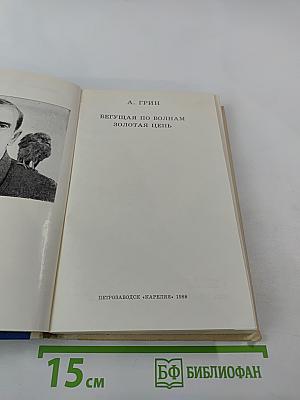 А. ГРИН
БЕГУЩАЯ ПО ВОЛНАМ
ЗОЛОТАЯ ЦЕПЬ
ПЕТРОЗАВОДСК «КАРЕЛИЯ» 1988
15 см
БФ БИБЛИОФАН